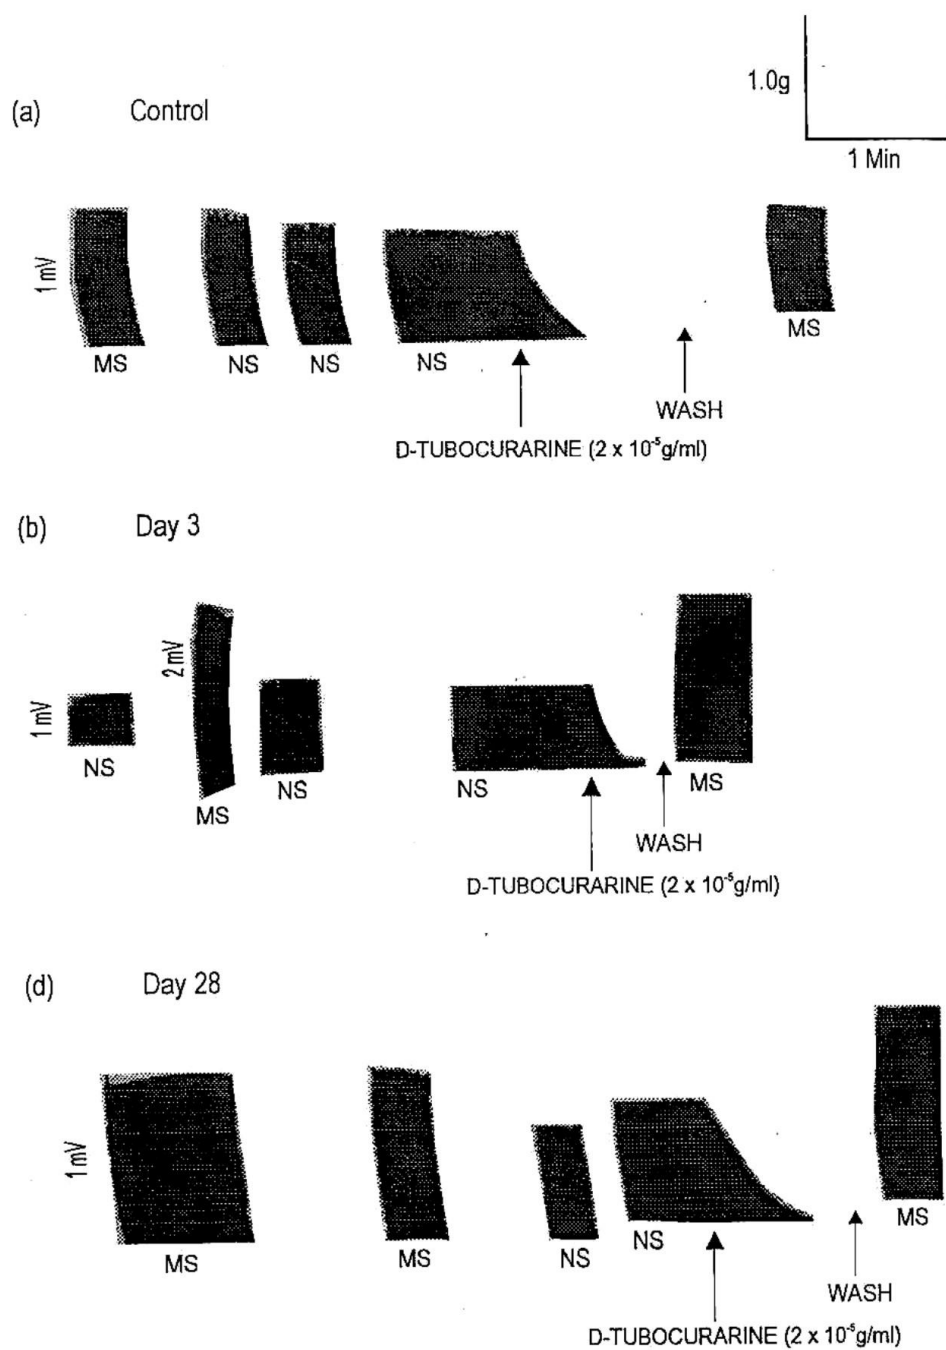 1.0g
1 Min
(a) Control
1 mV
MS NS NS NS MS
WASH
D-TUBOCURARINE (2 x 10⁻⁵g/ml)
(b) Day 3
2 mV
1 mV
NS MS NS NS MS
WASH
D-TUBOCURARINE (2 x 10⁻⁵g/ml)
(d) Day 28
1 mV
MS MS NS NS MS
WASH
D-TUBOCURARINE (2 x 10⁻⁵g/ml)